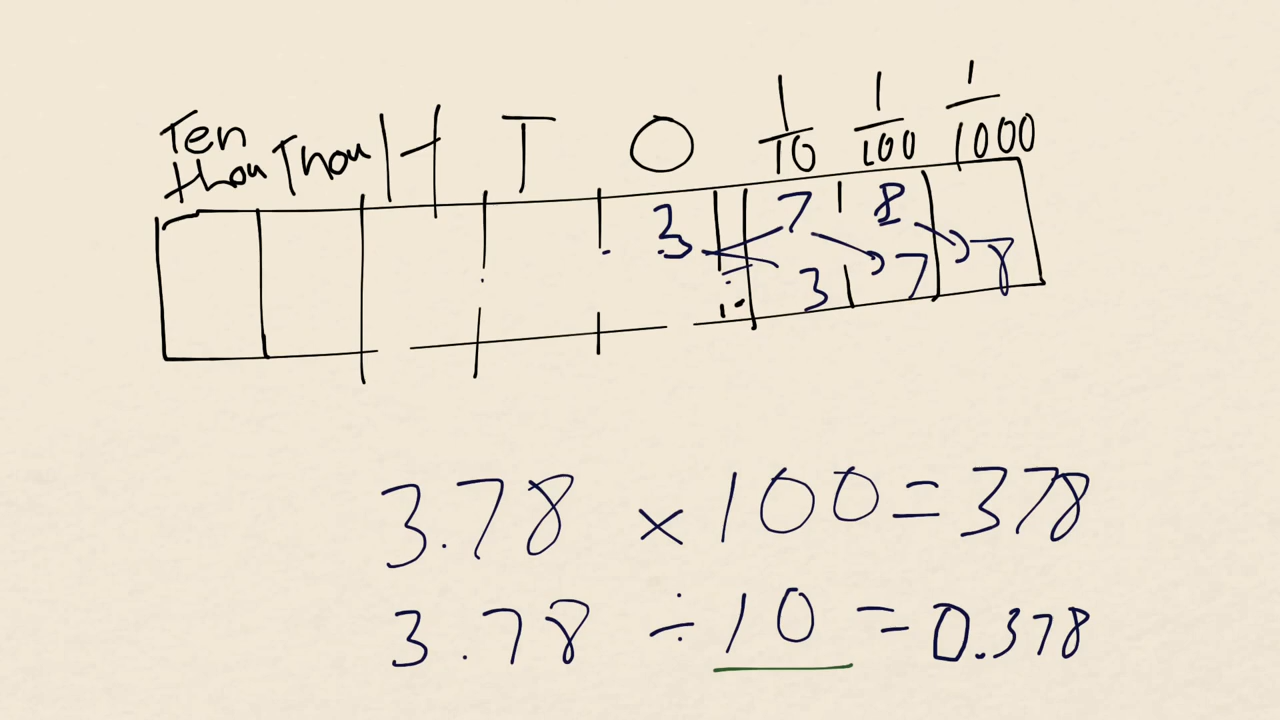 Ten thou Thou H T O 1/10 1/100 1/1000
3 7 8
. 3 7 8
3.78 × 100 = 378
3.78 ÷ 10 = 0.378